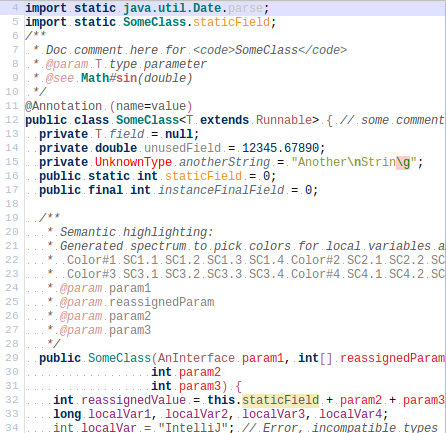 4 import static java.util.Date.parse;
5 import static SomeClass.staticField;
6 /**
7  * Doc comment here for <code>SomeClass</code>
8  * @param T type parameter
9  * @see Math#sin(double)
10  */
11 @Annotation (name=value)
12 public class SomeClass<T extends Runnable> { // some comment
13   private T field = null;
14   private double unusedField = 12345.67890;
15   private UnknownType anotherString = "Another\nStrin\g";
16   public static int staticField = 0;
17   public final int instanceFinalField = 0;
18
19   /**
20    * Semantic highlighting:
21    * Generated spectrum to pick colors for local variables a
22    *  Color#1 SC1.1 SC1.2 SC1.3 SC1.4 Color#2 SC2.1 SC2.2 SC
23    *  Color#3 SC3.1 SC3.2 SC3.3 SC3.4 Color#4 SC4.1 SC4.2 SC
24    * @param param1
25    * @param reassignedParam
26    * @param param2
27    * @param param3
28    */
29   public SomeClass(AnInterface param1, int[] reassignedParam
30                   int param2
31                   int param3) {
32     int reassignedValue = this.staticField + param2 + param3
33     long localVar1, localVar2, localVar3, localVar4;
34     int localVar = "IntelliJ"; // Error, incompatible types